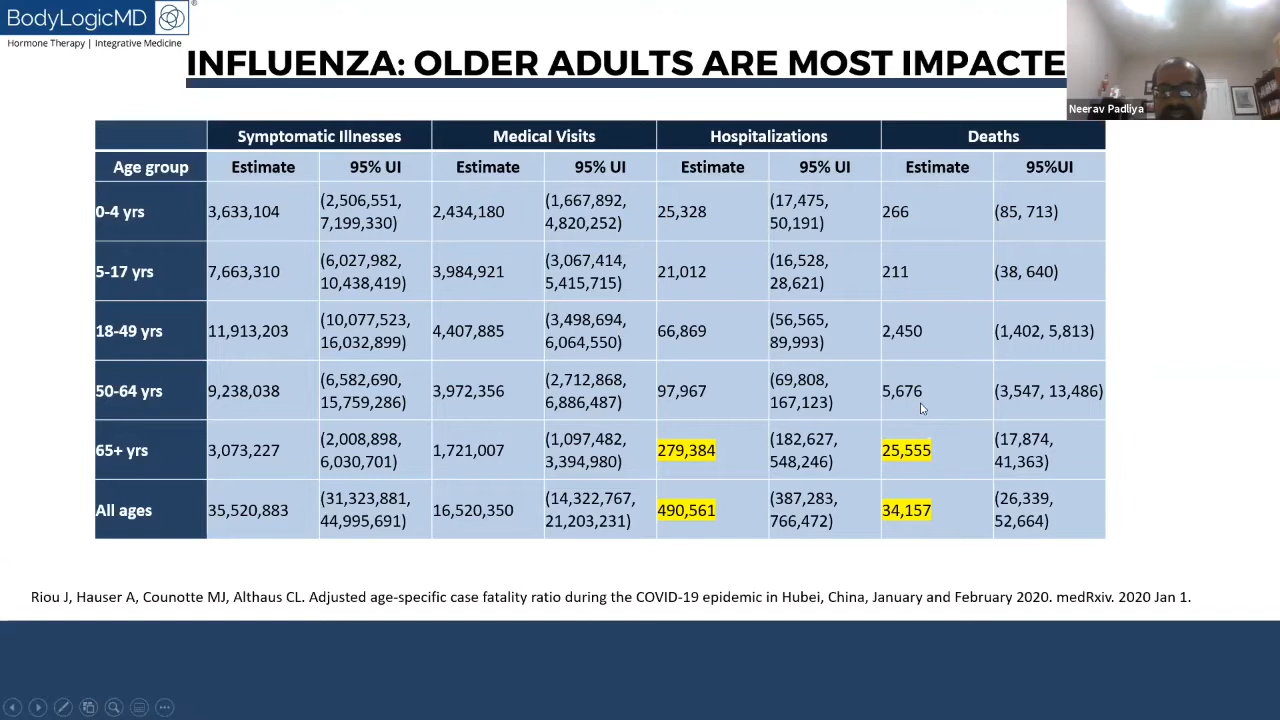 BodyLogicMD
®
Hormone Therapy | Integrative Medicine
INFLUENZA: OLDER ADULTS ARE MOST IMPACTE
Neerav Padliya
Symptomatic Illnesses Medical Visits Hospitalizations Deaths
Age group Estimate 95% UI Estimate 95% UI Estimate 95% UI Estimate 95%UI
0-4 yrs 3,633,104 (2,506,551, 7,199,330) 2,434,180 (1,667,892, 4,820,252) 25,328 (17,475, 50,191) 266 (85, 713)
5-17 yrs 7,663,310 (6,027,982, 10,438,419) 3,984,921 (3,067,414, 5,415,715) 21,012 (16,528, 28,621) 211 (38, 640)
18-49 yrs 11,913,203 (10,077,523, 16,032,899) 4,407,885 (3,498,694, 6,064,550) 66,869 (56,565, 89,993) 2,450 (1,402, 5,813)
50-64 yrs 9,238,038 (6,582,690, 15,759,286) 3,972,356 (2,712,868, 6,886,487) 97,967 (69,808, 167,123) 5,676 (3,547, 13,486)
65+ yrs 3,073,227 (2,008,898, 6,030,701) 1,721,007 (1,097,482, 3,394,980) 279,384 (182,627, 548,246) 25,555 (17,874, 41,363)
All ages 35,520,883 (31,323,881, 44,995,691) 16,520,350 (14,322,767, 21,203,231) 490,561 (387,283, 766,472) 34,157 (26,339, 52,664)
Riou J, Hauser A, Counotte MJ, Althaus CL. Adjusted age-specific case fatality ratio during the COVID-19 epidemic in Hubei, China, January and February 2020. medRxiv. 2020 Jan 1.